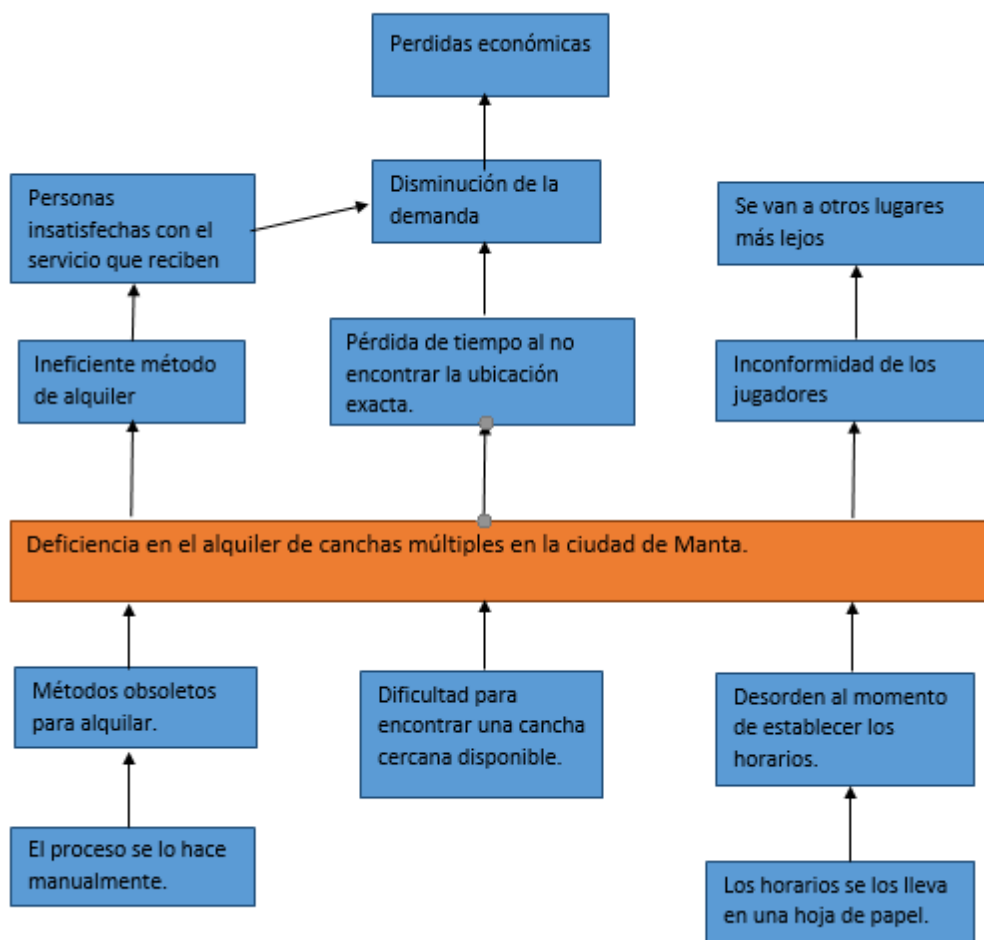 Perdidas económicas
Disminución de la
demanda
Personas
insatisfechas con el
servicio que reciben
Se van a otros lugares
más lejos
Ineficiente método
de alquiler
Pérdida de tiempo al no
encontrar la ubicación
exacta.
Inconformidad de los
jugadores
Deficiencia en el alquiler de canchas múltiples en la ciudad de Manta.
Métodos obsoletos
para alquilar.
Dificultad para
encontrar una cancha
cercana disponible.
Desorden al momento
de establecer los
horarios.
El proceso se lo hace
manualmente.
Los horarios se los lleva
en una hoja de papel.